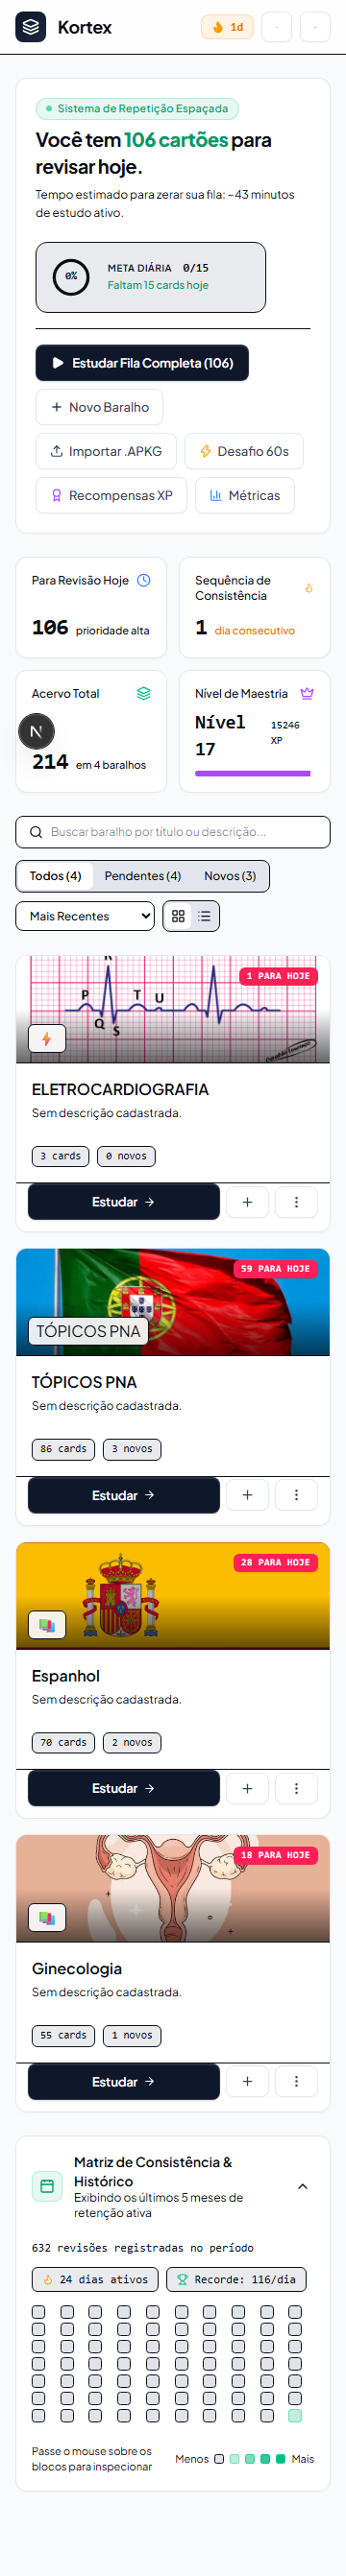 Kortex
1d
Sistema de Repetição Espaçada
Você tem 106 cartões para
revisar hoje.
Tempo estimado para zerar sua fila: ~43 minutos
de estudo ativo.
0%
META DIÁRIA 0/15
Faltam 15 cards hoje
Estudar Fila Completa (106)
Novo Baralho
Importar .APKG
Desafio 60s
Recompensas XP
Métricas
Para Revisão Hoje
106 prioridade alta
Sequência de
Consistência
1 dia consecutivo
Acervo Total
N
214 em 4 baralhos
Nível de Maestria
Nível
17
15246
XP
Buscar baralho por título ou descrição...
Todos (4) Pendentes (4) Novos (3)
Mais Recentes
1 PARA HOJE
R
P T U
Q S
ELETROCARDIOGRAFIA
Sem descrição cadastrada.
3 cards 0 novos
Estudar →
59 PARA HOJE
TÓPICOS PNA
TÓPICOS PNA
Sem descrição cadastrada.
86 cards 3 novos
Estudar →
28 PARA HOJE
Espanhol
Sem descrição cadastrada.
70 cards 2 novos
Estudar →
18 PARA HOJE
Ginecologia
Sem descrição cadastrada.
55 cards 1 novos
Estudar →
Matriz de Consistência &
Histórico
Exibindo os últimos 5 meses de
retenção ativa
632 revisões registradas no período
24 dias ativos
Recorde: 116/dia
Passe o mouse sobre os
blocos para inspecionar
Menos Mais